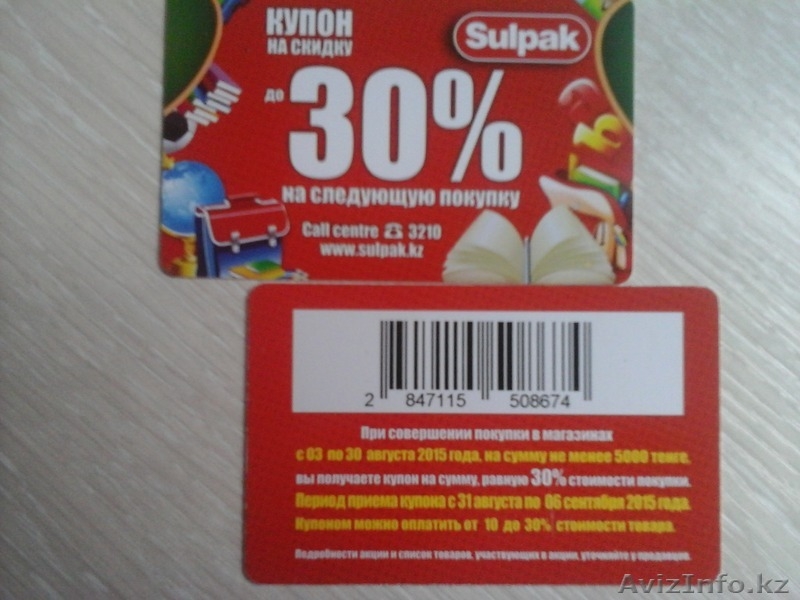 КУПОН
НА СКИДКУ
Sulpak
до 30%
на следующую покупку
Call centre ☎ 3210
www.sulpak.kz
2 847115 508674
При совершении покупки в магазинах
с 03 по 30 августа 2015 года, на сумму не менее 5000 тенге,
вы получаете купон на сумму, равную 30% стоимости покупки.
Период приема купона с 31 августа по 06 сентября 2015 года.
Купоном можно оплатить от 10 до 30% стоимости товара.
Подробности акции и список товаров, участвующих в акции, уточняйте у продавцов.
AvizInfo.kz